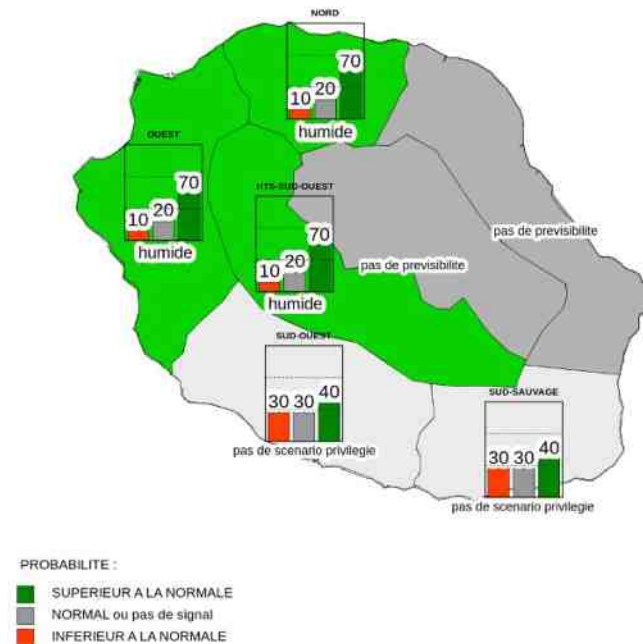 NORD
10 20 70
humide
OUEST
10 20 70
humide
HTS-SUD-OUEST
10 20 70
humide
pas de previsibilite
pas de previsibilite
SUD-OUEST
30 30 40
pas de scenario privilegie
SUD-SAUVAGE
30 30 40
pas de scenario privilegie
PROBABILITE :
SUPERIEUR A LA NORMALE
NORMAL ou pas de signal
INFERIEUR A LA NORMALE